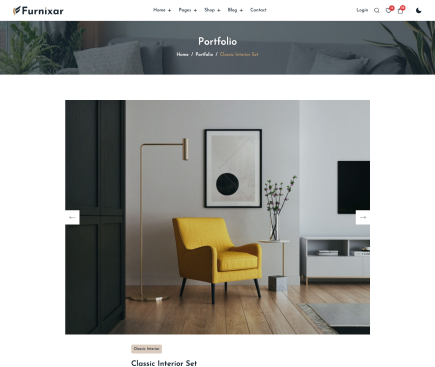 Furnixar
Home + Pages + Shop + Blog + Contact
Login
Portfolio
Home / Portfolio / Classic Interior Set
Classic Interior
Classic Interior Set